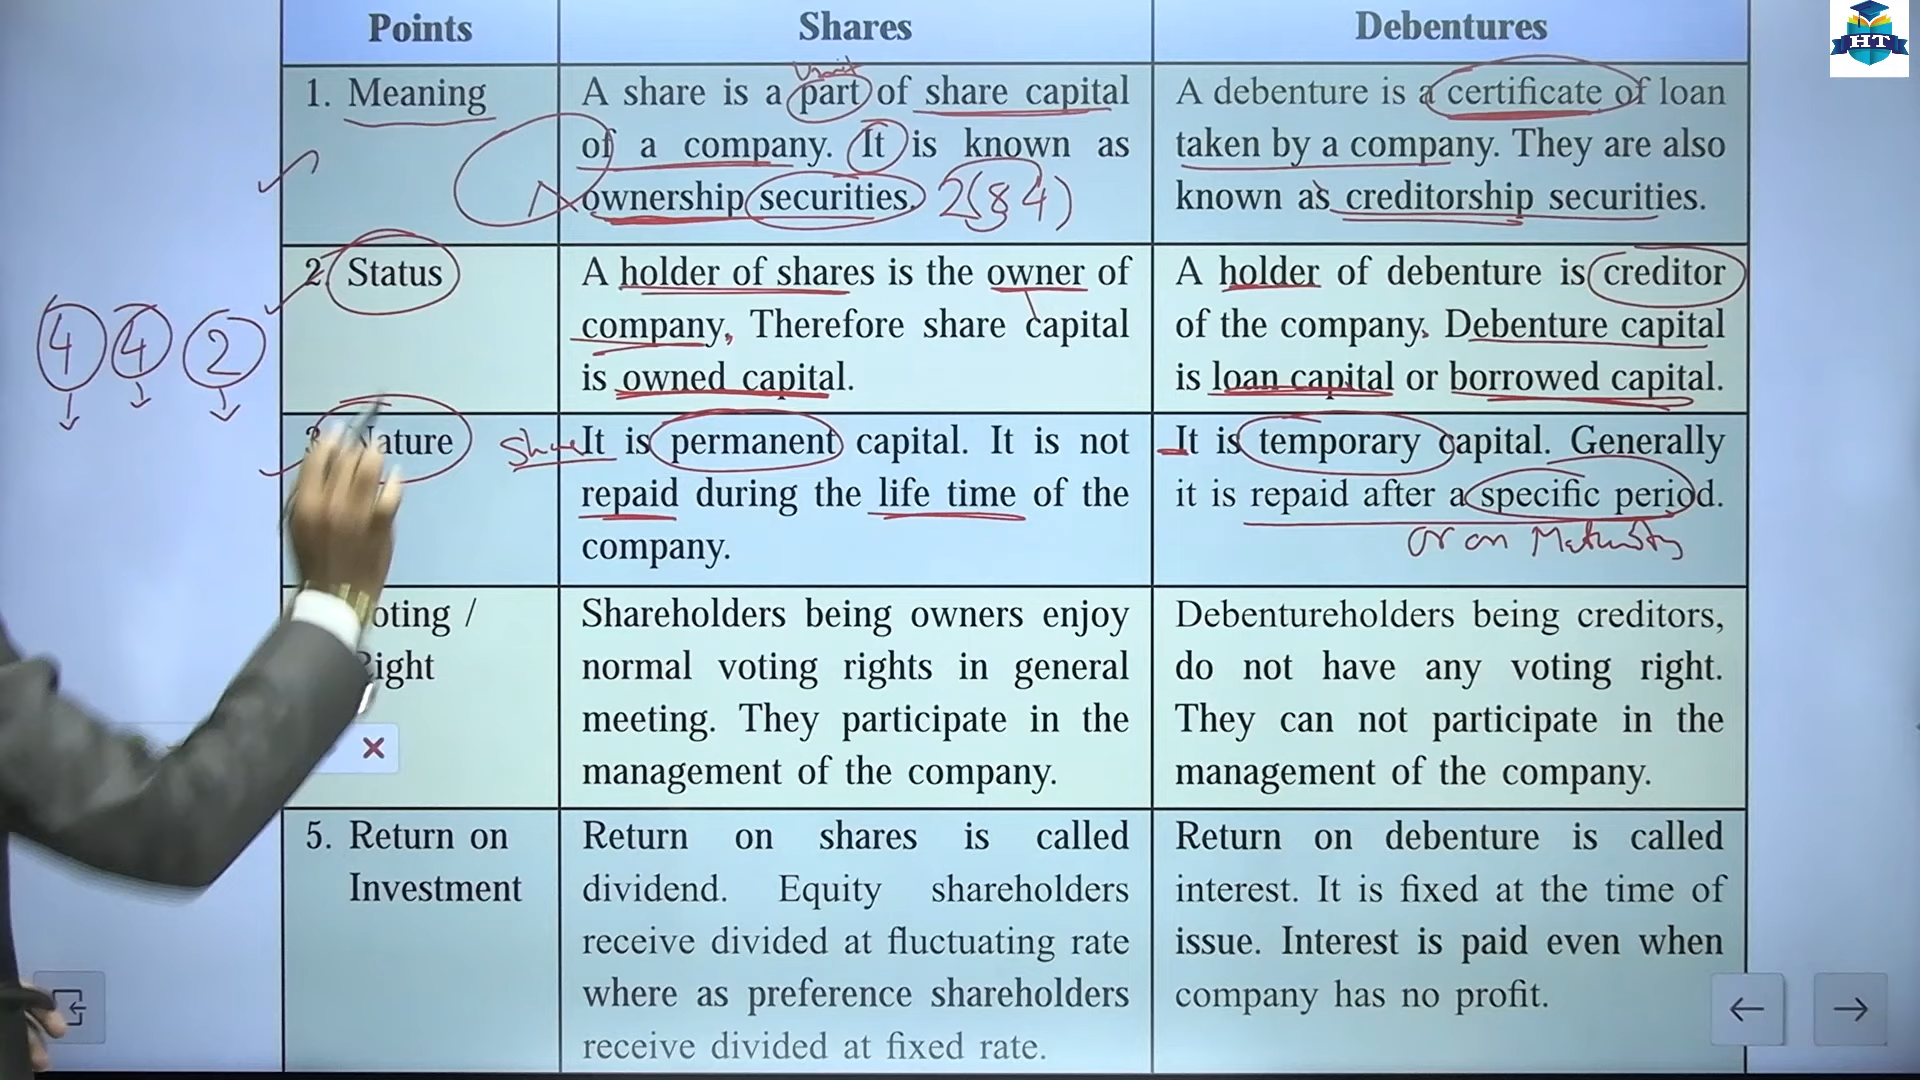 Points Shares Debentures
1. Meaning
A share is a part of share capital
of a company. It is known as
ownership securities.
Unit
2(84)
A debenture is a certificate of loan
taken by a company. They are also
known as creditorship securities.
2. Status
A holder of shares is the owner of
company, Therefore share capital
is owned capital.
A holder of debenture is creditor
of the company. Debenture capital
is loan capital or borrowed capital.
4 4 2
3. Nature
Share
It is permanent capital. It is not
repaid during the life time of the
company.
It is temporary capital. Generally
it is repaid after a specific period.
or on Maturity
oting /
Right
Shareholders being owners enjoy
normal voting rights in general
meeting. They participate in the
management of the company.
Debentureholders being creditors,
do not have any voting right.
They can not participate in the
management of the company.
5. Return on
Investment
Return on shares is called
dividend. Equity shareholders
receive divided at fluctuating rate
where as preference shareholders
receive divided at fixed rate.
Return on debenture is called
interest. It is fixed at the time of
issue. Interest is paid even when
company has no profit.
HT